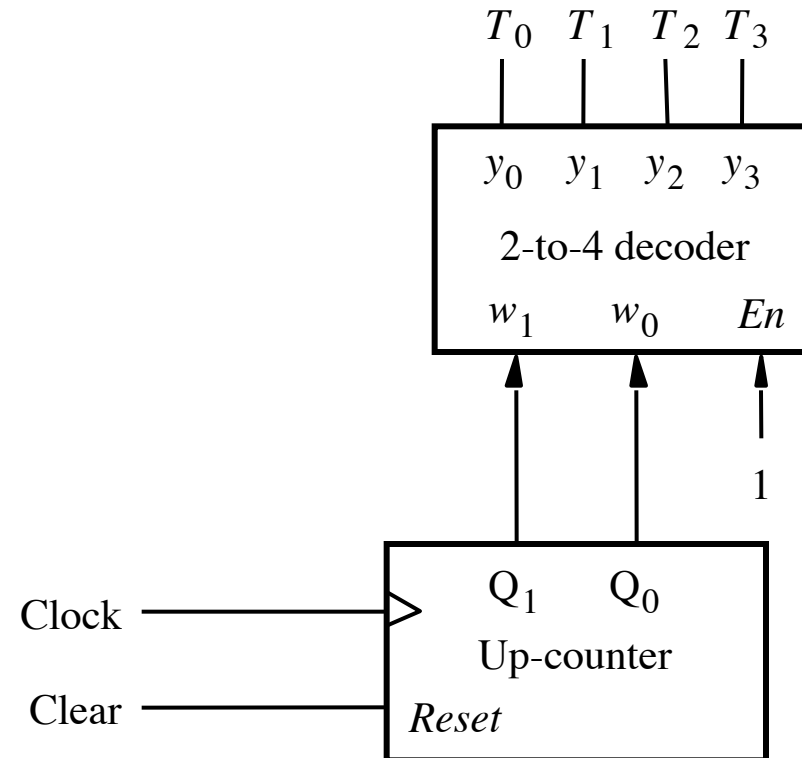 T0 T1 T2 T3
y0 y1 y2 y3
2-to-4 decoder
w1 w0 En
1
Q1 Q0
Clock
Up-counter
Clear
Reset